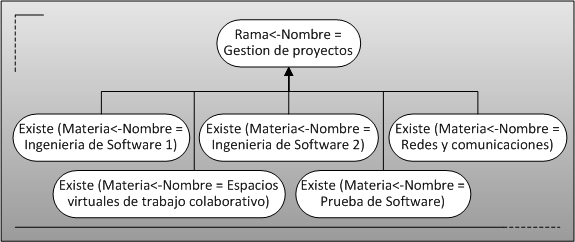 Rama<-Nombre =
Gestion de proyectos
Existe (Materia<-Nombre =
Ingenieria de Software 1)
Existe (Materia<-Nombre =
Ingenieria de Software 2)
Existe (Materia<-Nombre =
Redes y comunicaciones)
Existe (Materia<-Nombre = Espacios
virtuales de trabajo colaborativo)
Existe (Materia<-Nombre =
Prueba de Software)